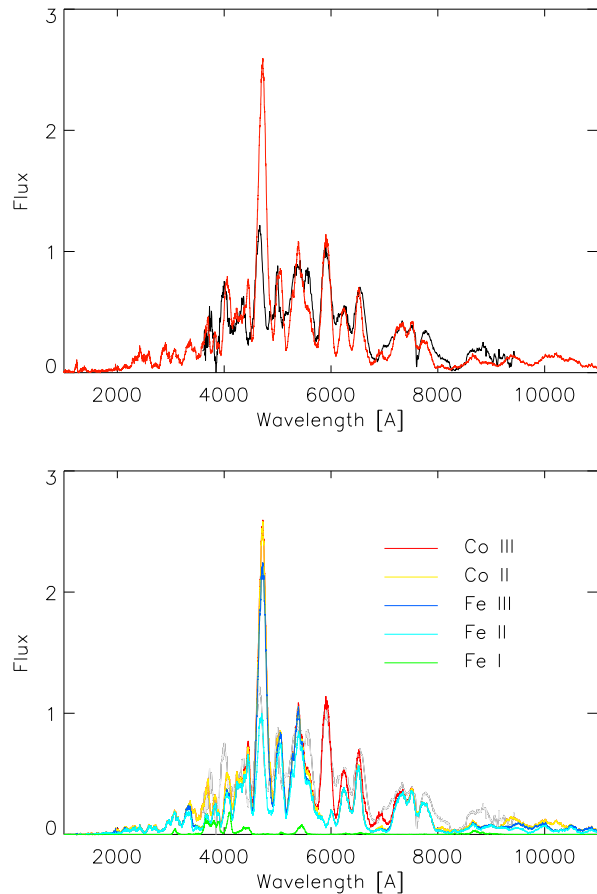 3
2
1
0
Flux
2000 4000 6000 8000 10000
Wavelength [A]
3
2
1
0
Flux
Co III
Co II
Fe III
Fe II
Fe I
2000 4000 6000 8000 10000
Wavelength [A]